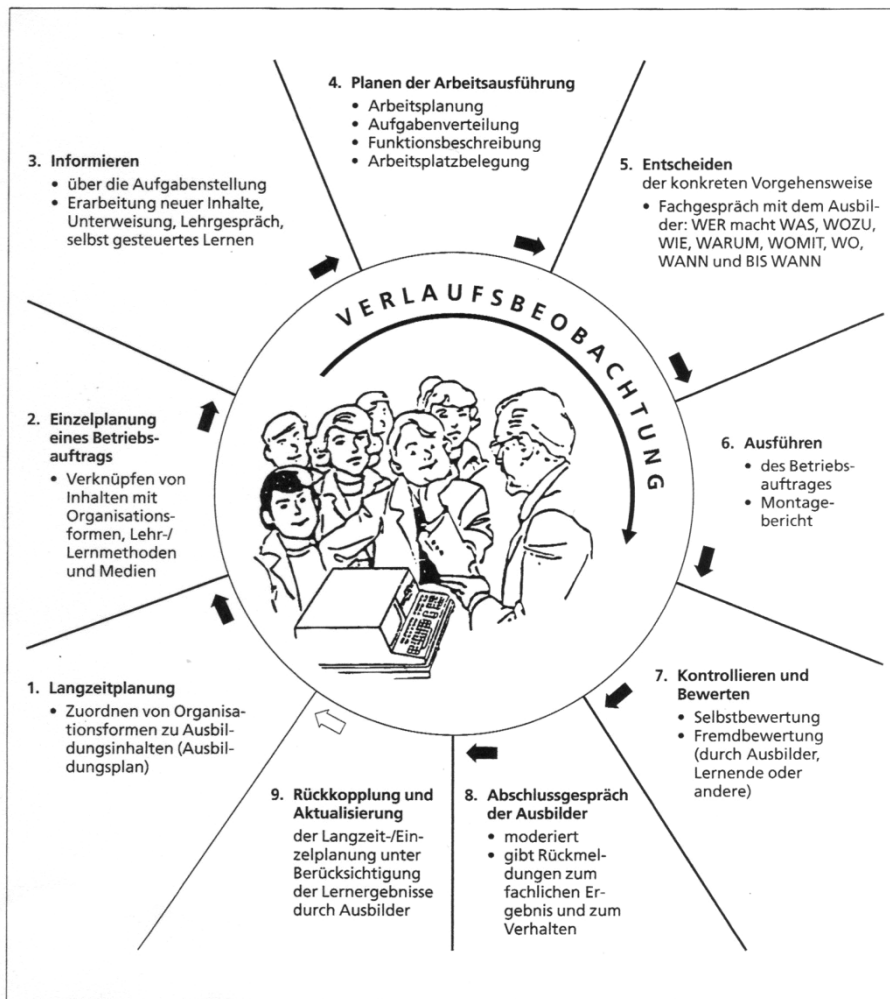 VERLAUFSBEOBACHTUNG
1. Langzeitplanung
• Zuordnen von Organisa-
tionsformen zu Ausbil-
dungsinhalten (Ausbil-
dungsplan)
2. Einzelplanung
eines Betriebs-
auftrags
• Verknüpfen von
Inhalten mit
Organisations-
formen, Lehr-/
Lernmethoden
und Medien
3. Informieren
• über die Aufgabenstellung
• Erarbeitung neuer Inhalte,
Unterweisung, Lehrgespräch,
selbst gesteuertes Lernen
4. Planen der Arbeitsausführung
• Arbeitsplanung
• Aufgabenverteilung
• Funktionsbeschreibung
• Arbeitsplatzbelegung
5. Entscheiden
der konkreten Vorgehensweise
• Fachgespräch mit dem Ausbil-
der: WER macht WAS, WOZU,
WIE, WARUM, WOMIT, WO,
WANN und BIS WANN
6. Ausführen
• des Betriebs-
auftrages
• Montage-
bericht
7. Kontrollieren und
Bewerten
• Selbstbewertung
• Fremdbewertung
(durch Ausbilder,
Lernende oder
andere)
8. Abschlussgespräch
der Ausbilder
• moderiert
• gibt Rückmel-
dungen zum
fachlichen Er-
gebnis und zum
Verhalten
9. Rückkopplung und
Aktualisierung
der Langzeit-/Ein-
zelplanung unter
Berücksichtigung
der Lernergebnisse
durch Ausbilder